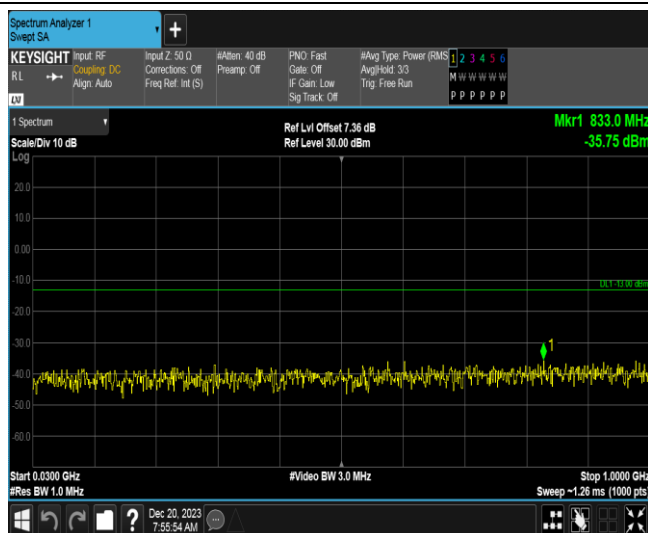 Spectrum Analyzer 1
Swept SA
+
KEYSIGHT
RL
LXI
Input: RF
Coupling: DC
Align: Auto
Input Z: 50 Ω
Corrections: Off
Freq Ref: Int (S)
#Atten: 40 dB
Preamp: Off
PNO: Fast
Gate: Off
IF Gain: Low
Sig Track: Off
#Avg Type: Power (RMS
Avg|Hold: 3/3
Trig: Free Run
1 2 3 4 5 6
M W W W W W
P P P P P P
1 Spectrum
Scale/Div 10 dB
Log
Ref Lvl Offset 7.36 dB
Ref Level 30.00 dBm
Mkr1 833.0 MHz
-35.75 dBm
20.0
10.0
0.00
-10.0
DL1 -13.00 dBm
-20.0
-30.0
1
-40.0
-50.0
-60.0
Start 0.0300 GHz
#Res BW 1.0 MHz
#Video BW 3.0 MHz
Stop 1.0000 GHz
Sweep ~1.26 ms (1000 pts)
?
Dec 20, 2023
7:55:54 AM